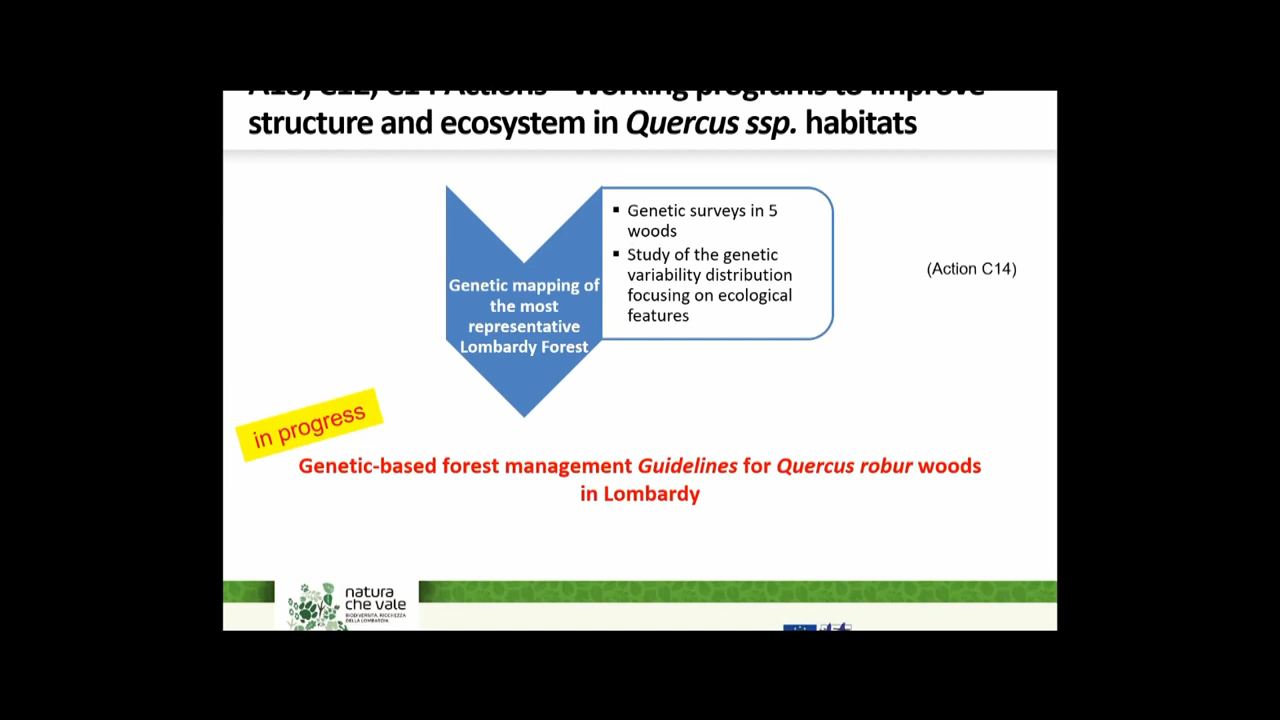 A18, C12, C14 Actions - Working programs to improve
structure and ecosystem in Quercus ssp. habitats
Genetic mapping of
the most
representative
Lombardy Forest
▪ Genetic surveys in 5
woods
▪ Study of the genetic
variability distribution
focusing on ecological
features
(Action C14)
in progress
Genetic-based forest management Guidelines for Quercus robur woods
in Lombardy
natura
che vale
BIODIVERSITÀ, RICCHEZZA
DELLA LOMBARDIA